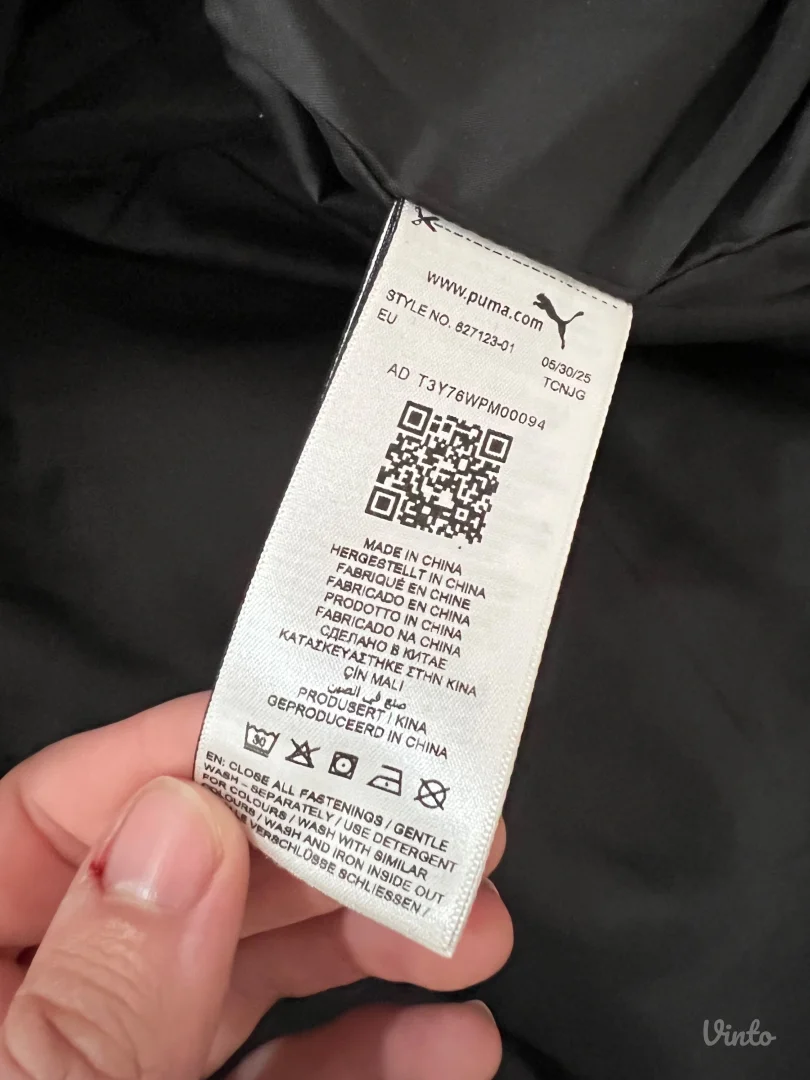 www.puma.com
STYLE NO. 627123-01
EU
05/30/25
TCNJG
AD T3Y76WPM00094
MADE IN CHINA
HERGESTELLT IN CHINA
FABRIQUÉ EN CHINE
FABRICADO EN CHINA
PRODOTTO IN CHINA
FABRICADO NA CHINA
СДЕЛАНО В КИТАЕ
ΚΑΤΑΣΚΕΥΑΣΤΗΚΕ ΣΤΗΝ ΚΙΝΑ
ÇİN MALI
صنع في الصين
PRODUSERT I KINA
GEPRODUCEERD IN CHINA
30
EN: CLOSE ALL FASTENINGS / GENTLE
WASH - SEPARATELY / USE DETERGENT
FOR COLOURS / WASH WITH SIMILAR
COLOURS / WASH AND IRON INSIDE OUT
VERSCHLÜSSE SCHLIESSEN /
Vinto